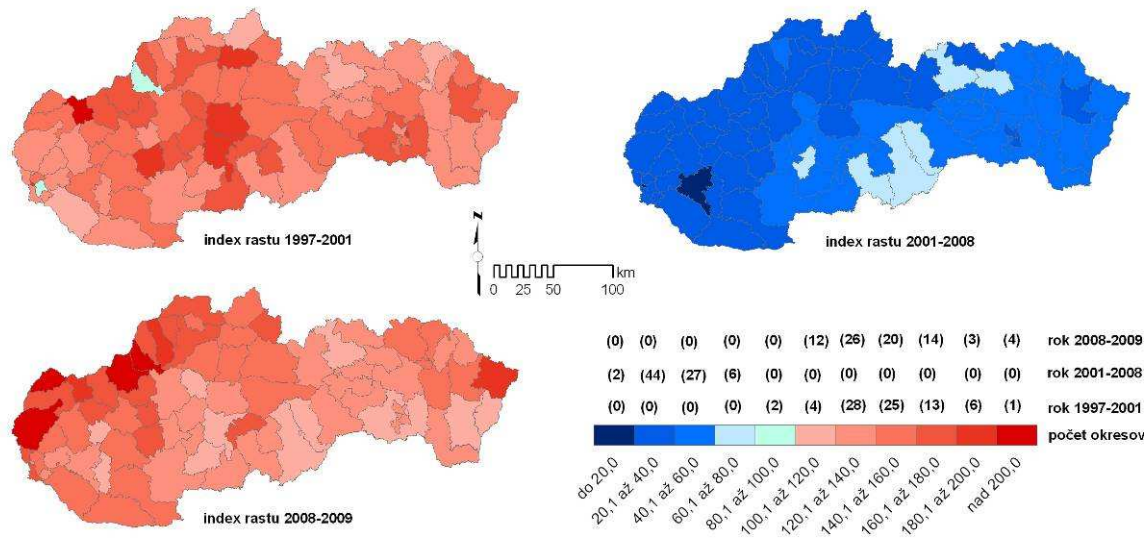 index rastu 1997-2001
index rastu 2001-2008
z
km
0 25 50 100
index rastu 2008-2009
(0) (0) (0) (0) (0) (12) (26) (20) (14) (3) (4) rok 2008-2009
(2) (44) (27) (6) (0) (0) (0) (0) (0) (0) (0) rok 2001-2008
(0) (0) (0) (0) (2) (4) (28) (25) (13) (6) (1) rok 1997-2001
počet okresov
do 20,0
20,1 až 40,0
40,1 až 60,0
60,1 až 80,0
80,1 až 100,0
100,1 až 120,0
120,1 až 140,0
140,1 až 160,0
160,1 až 180,0
180,1 až 200,0
nad 200,0